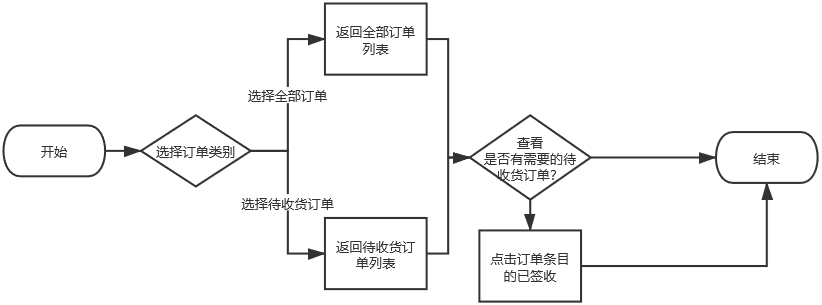 开始
选择订单类别
选择全部订单
返回全部订单
列表
选择待收货订单
返回待收货订
单列表
查看
是否有需要的待
收货订单?
点击订单条目
的已签收
结束